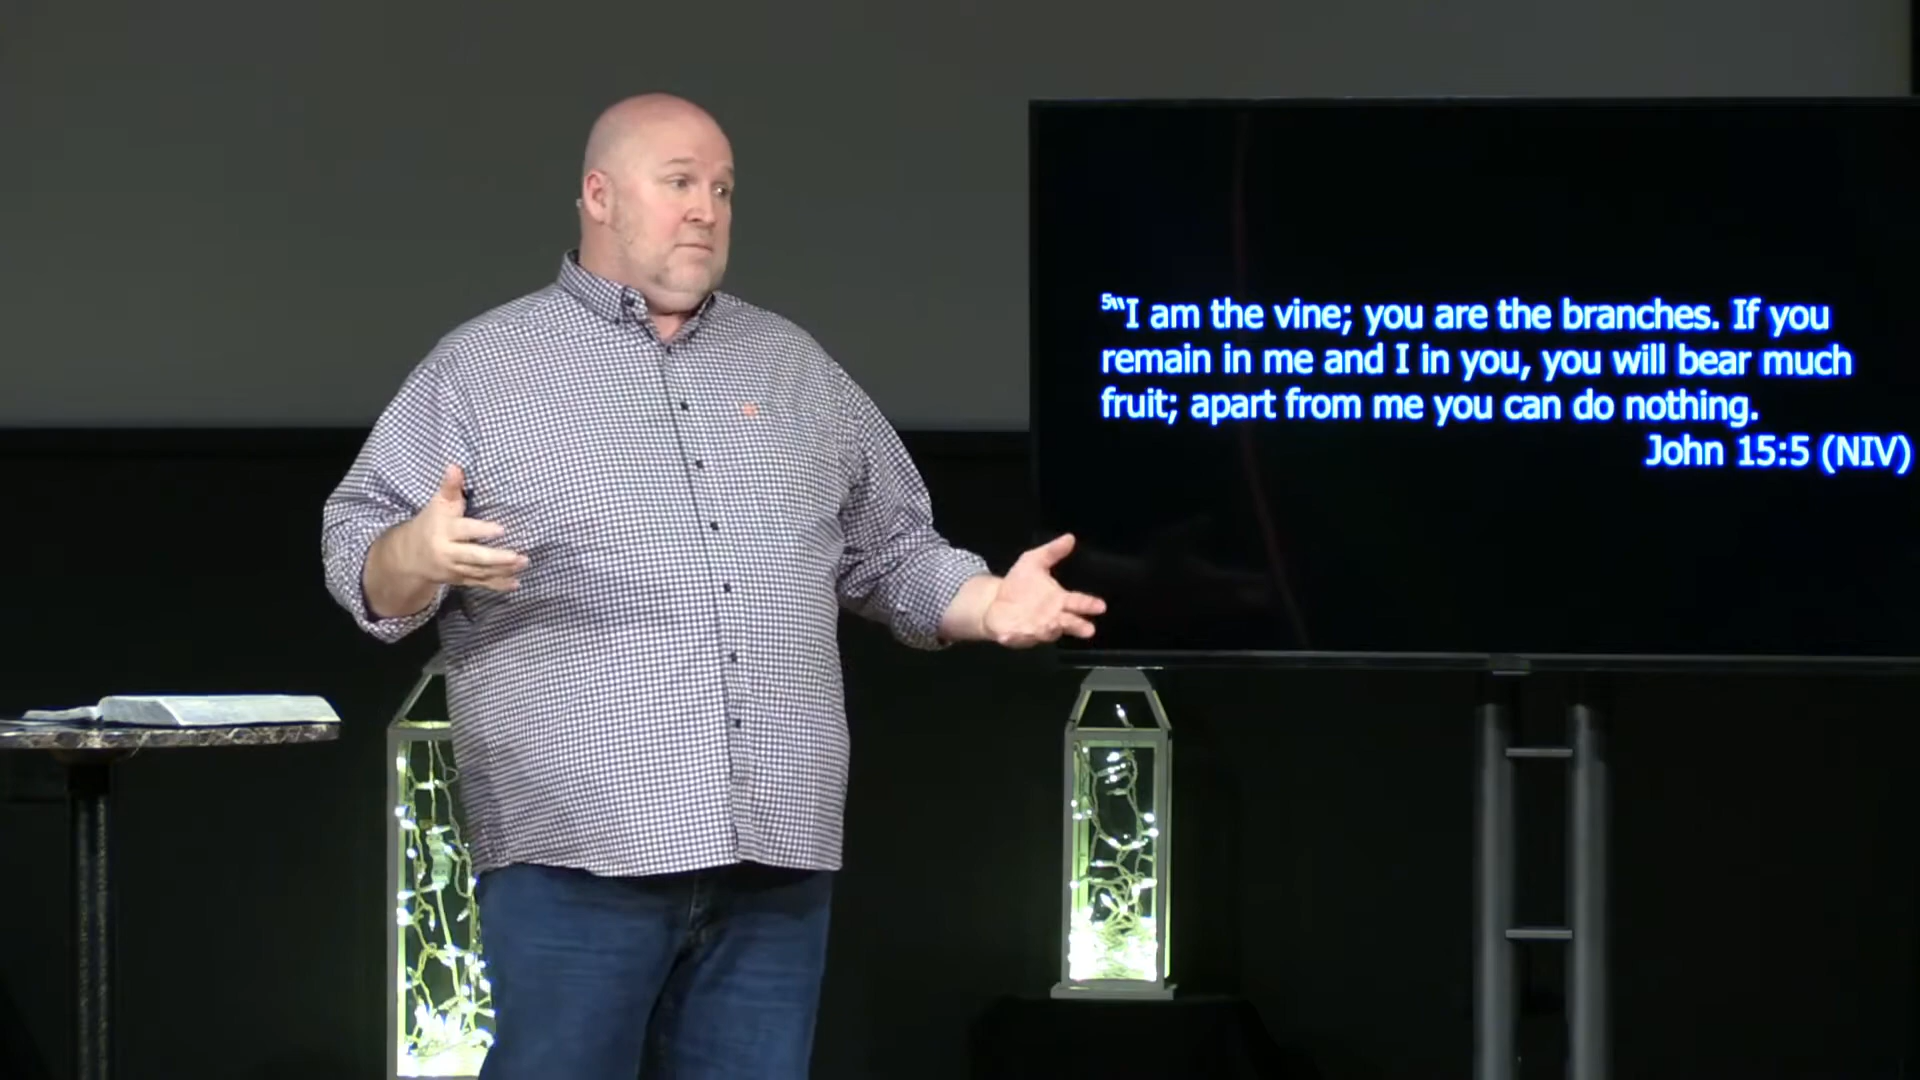 5“I am the vine; you are the branches. If you
remain in me and I in you, you will bear much
fruit; apart from me you can do nothing.
John 15:5 (NIV)